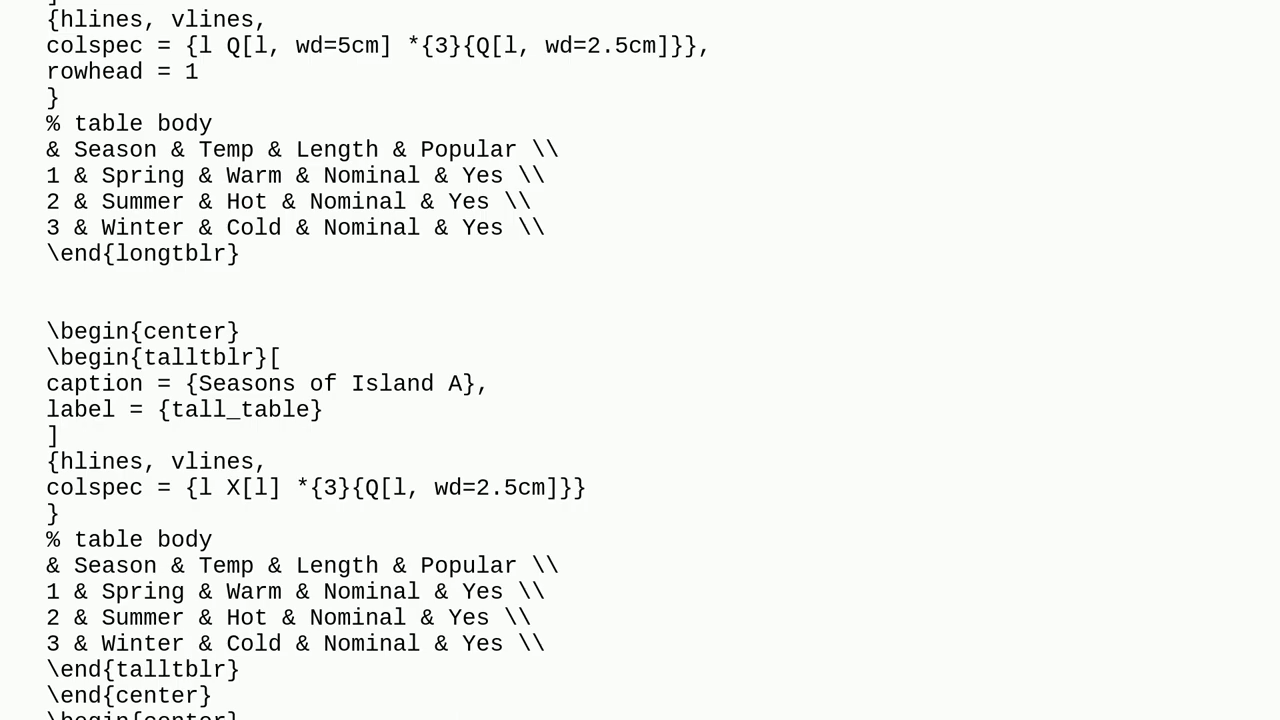 ]
{hlines, vlines,
colspec = {l Q[l, wd=5cm] *{3}{Q[l, wd=2.5cm]}},
rowhead = 1
}
% table body
& Season & Temp & Length & Popular \\
1 & Spring & Warm & Nominal & Yes \\
2 & Summer & Hot & Nominal & Yes \\
3 & Winter & Cold & Nominal & Yes \\
\end{longtblr}
\begin{center}
\begin{talltblr}[
caption = {Seasons of Island A},
label = {tall_table}
]
{hlines, vlines,
colspec = {l X[l] *{3}{Q[l, wd=2.5cm]}}
}
% table body
& Season & Temp & Length & Popular \\
1 & Spring & Warm & Nominal & Yes \\
2 & Summer & Hot & Nominal & Yes \\
3 & Winter & Cold & Nominal & Yes \\
\end{talltblr}
\end{center}
\begin{center}